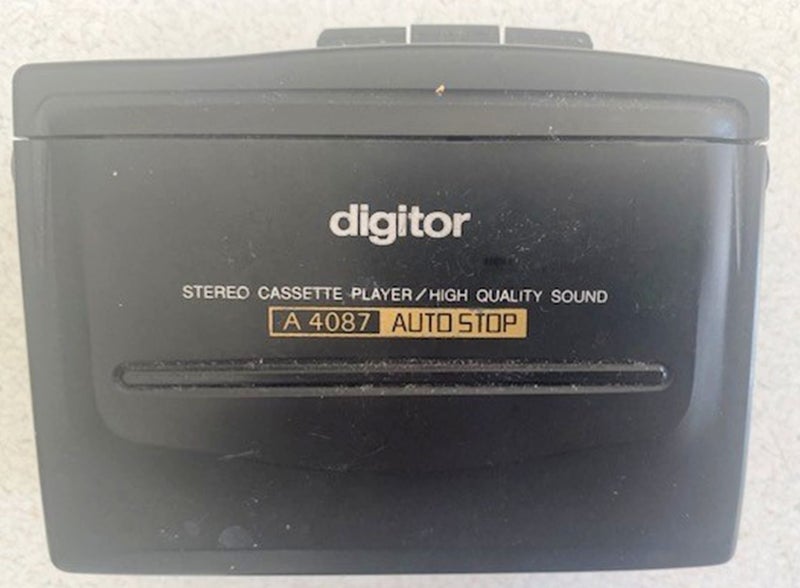 digitor
STEREO CASSETTE PLAYER/HIGH QUALITY SOUND
A 4087 AUTO STOP